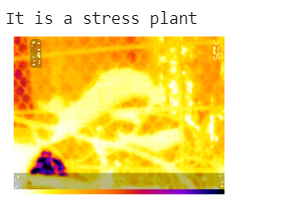 It is a stress plant